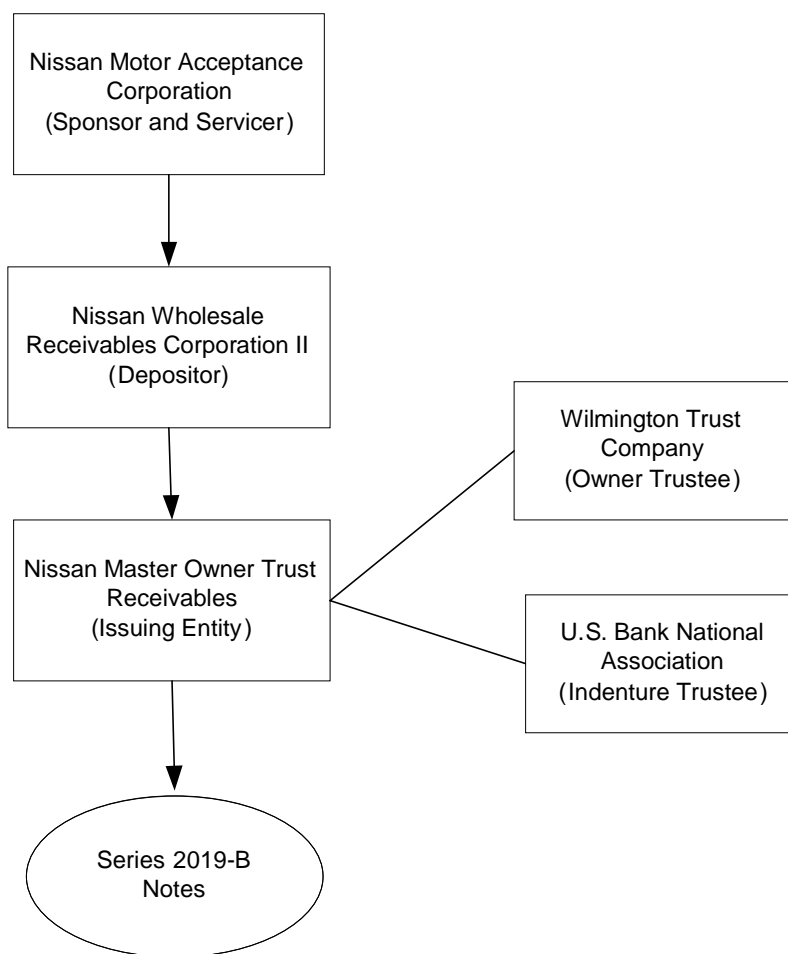 Nissan Motor Acceptance
Corporation
(Sponsor and Servicer)
Nissan Wholesale
Receivables Corporation II
(Depositor)
Wilmington Trust
Company
(Owner Trustee)
Nissan Master Owner Trust
Receivables
(Issuing Entity)
U.S. Bank National
Association
(Indenture Trustee)
Series 2019-B
Notes